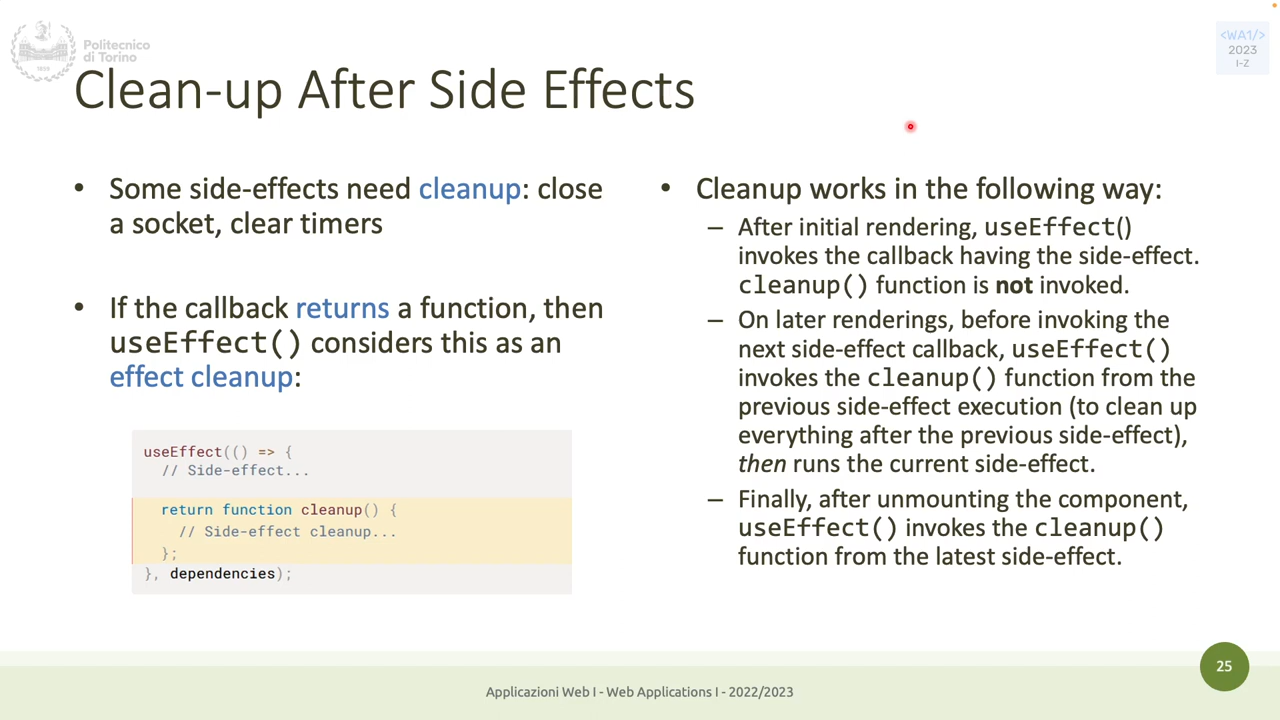 Politecnico
di Torino
1859
<WA1/>
2023
I-Z
Clean-up After Side Effects
• Some side-effects need cleanup: close
a socket, clear timers
• If the callback returns a function, then
useEffect() considers this as an
effect cleanup:
useEffect(() => {
// Side-effect...
return function cleanup() {
// Side-effect cleanup...
};
}, dependencies);
• Cleanup works in the following way:
– After initial rendering, useEffect()
invokes the callback having the side-effect.
cleanup() function is not invoked.
– On later renderings, before invoking the
next side-effect callback, useEffect()
invokes the cleanup() function from the
previous side-effect execution (to clean up
everything after the previous side-effect),
then runs the current side-effect.
– Finally, after unmounting the component,
useEffect() invokes the cleanup()
function from the latest side-effect.
Applicazioni Web I - Web Applications I - 2022/2023
25